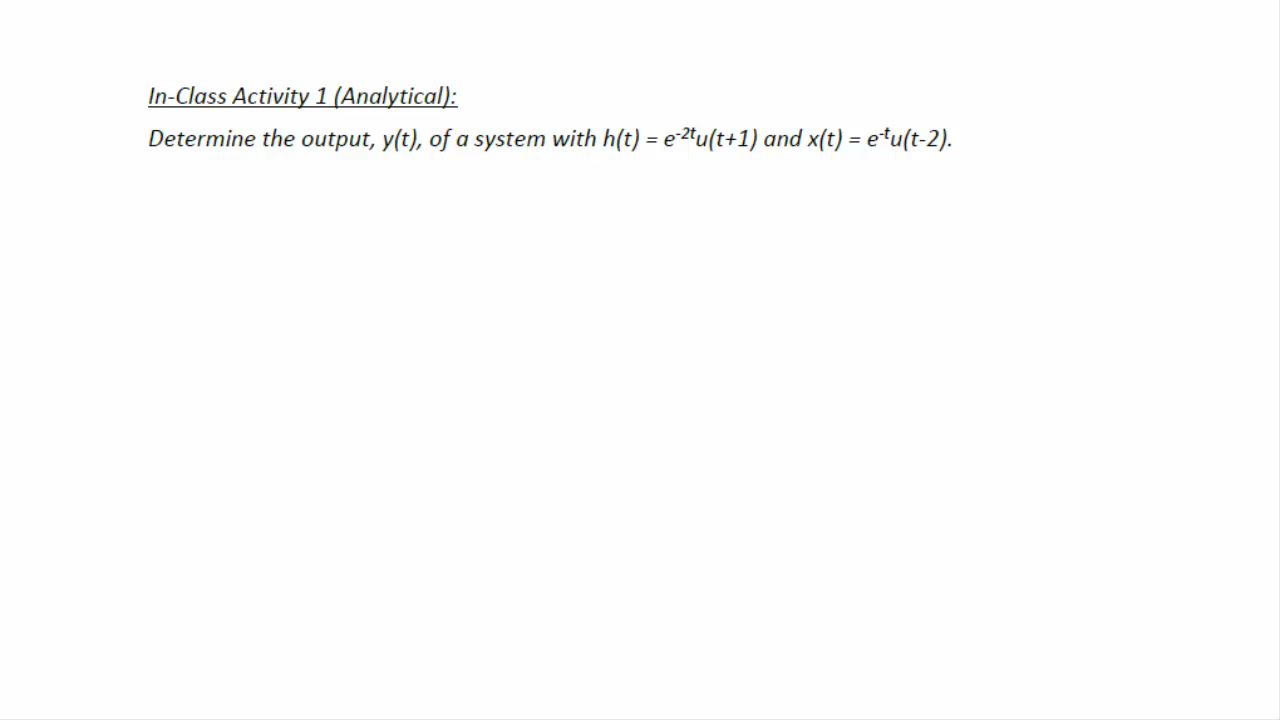 In-Class Activity 1 (Analytical):
Determine the output, y(t), of a system with h(t) = e⁻²ᵗu(t+1) and x(t) = e⁻ᵗu(t-2).